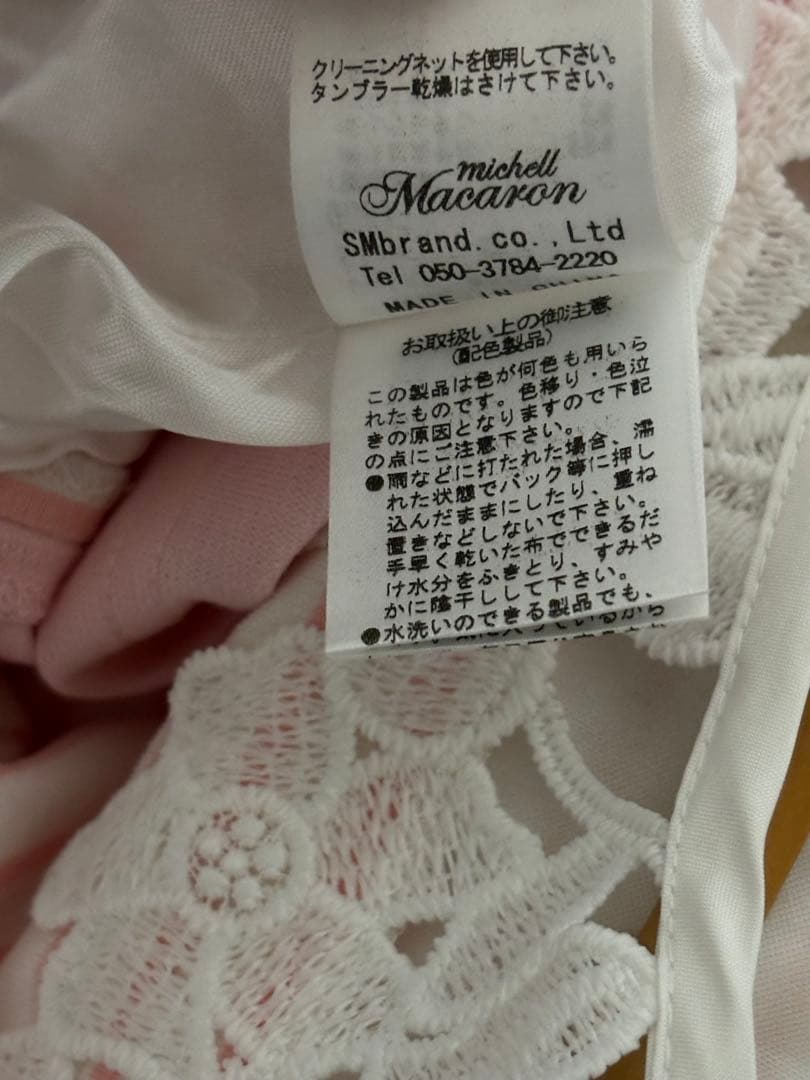 クリーニングネットを使用して下さい。
タンブラー乾燥はさけて下さい。
michell
Macaron
SMbrand.co.,Ltd
Tel 050-3784-2220
MADE IN CHINA
お取扱い上の御注意
(配色製品)
この製品は色が何色も用いら
れたものです。色移り・色泣
きの原因となりますので下記
の点にご注意下さい。
●雨などに打たれた場合、濡
れた状態でバック等に押し
込んだままにしたり、重ね
置きなどしないで下さい。
手早く乾いた布でできるだ
け水分をふきとり、すみや
かに陰干しして下さい。
●水洗いのできる製品でも、